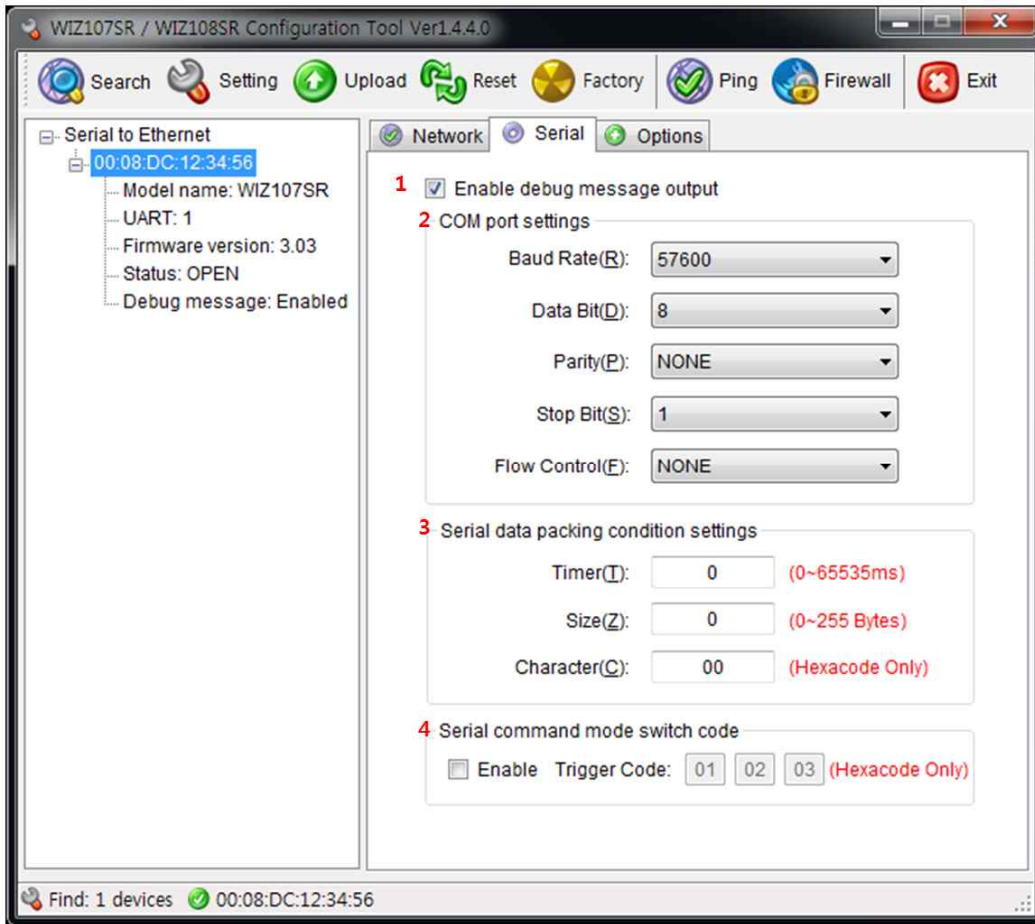 WIZ107SR / WIZ108SR Configuration Tool Ver1.4.4.0
Search Setting Upload Reset Factory Ping Firewall Exit
Serial to Ethernet
00:08:DC:12:34:56
Model name: WIZ107SR
UART: 1
Firmware version: 3.03
Status: OPEN
Debug message: Enabled
Network Serial Options
1 Enable debug message output
2 COM port settings
Baud Rate(R): 57600
Data Bit(D): 8
Parity(P): NONE
Stop Bit(S): 1
Flow Control(F): NONE
3 Serial data packing condition settings
Timer(T): 0 (0~65535ms)
Size(Z): 0 (0~255 Bytes)
Character(C): 00 (Hexacode Only)
4 Serial command mode switch code
Enable Trigger Code: 01 02 03 (Hexacode Only)
Find: 1 devices 00:08:DC:12:34:56